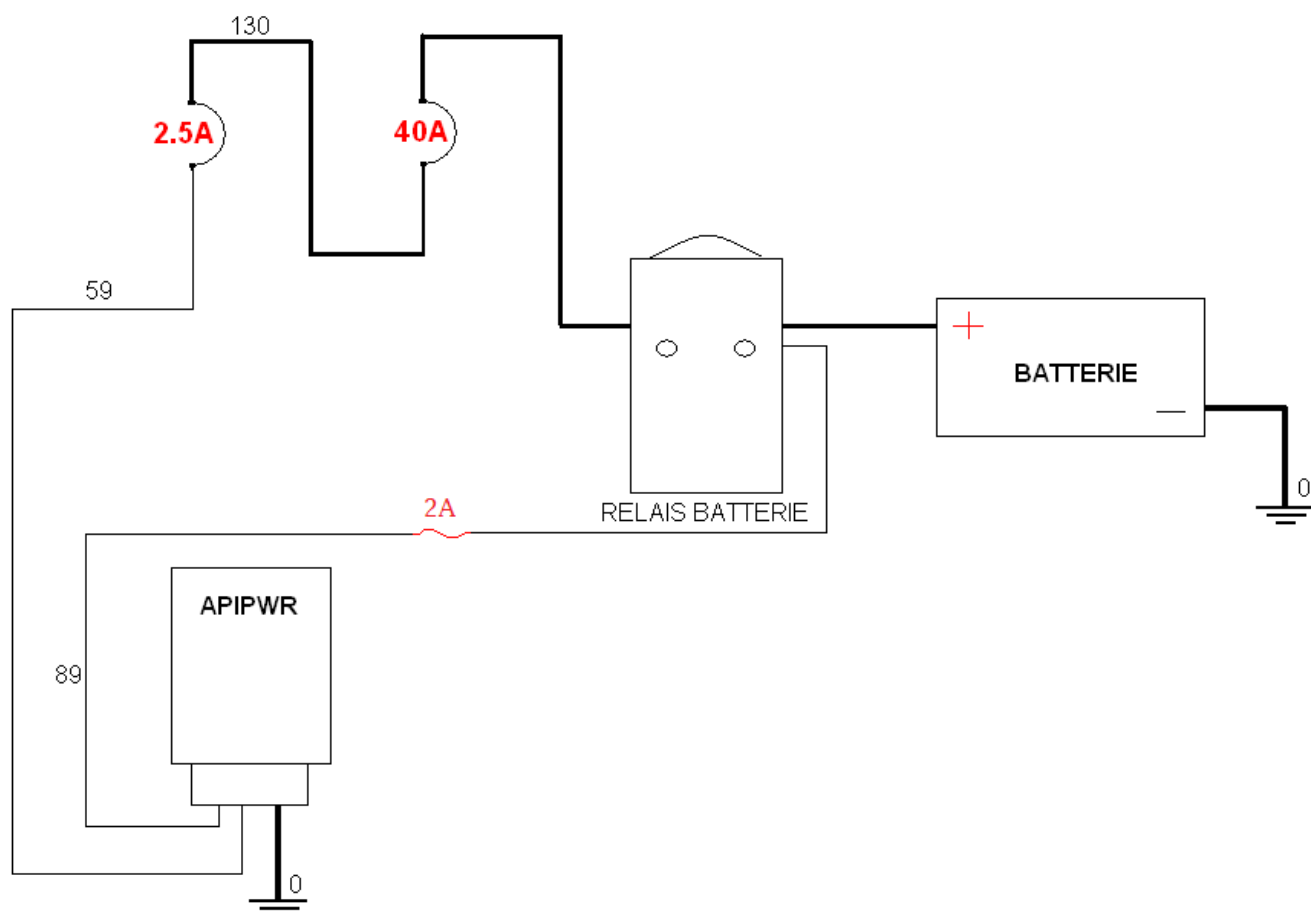 130
2.5A
40A
59
+
BATTERIE
—
0
2A
RELAIS BATTERIE
APIPWR
89
0